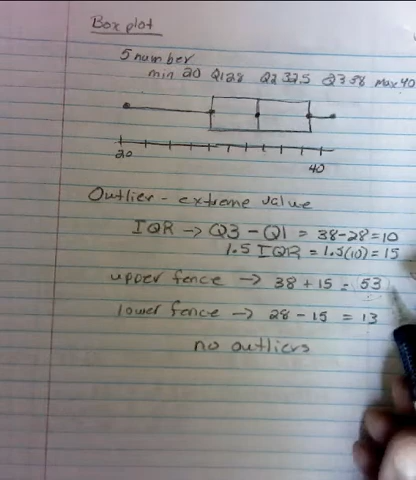 Box plot
5 number
min 20 Q1 28 Q2 32.5 Q3 38 max 40
20 40
Outlier - extreme value
IQR → Q3 - Q1 = 38-28=10
1.5 IQR = 1.5(10) = 15
upper fence → 38 + 15 = 53
lower fence → 28 - 15 = 13
no outliers